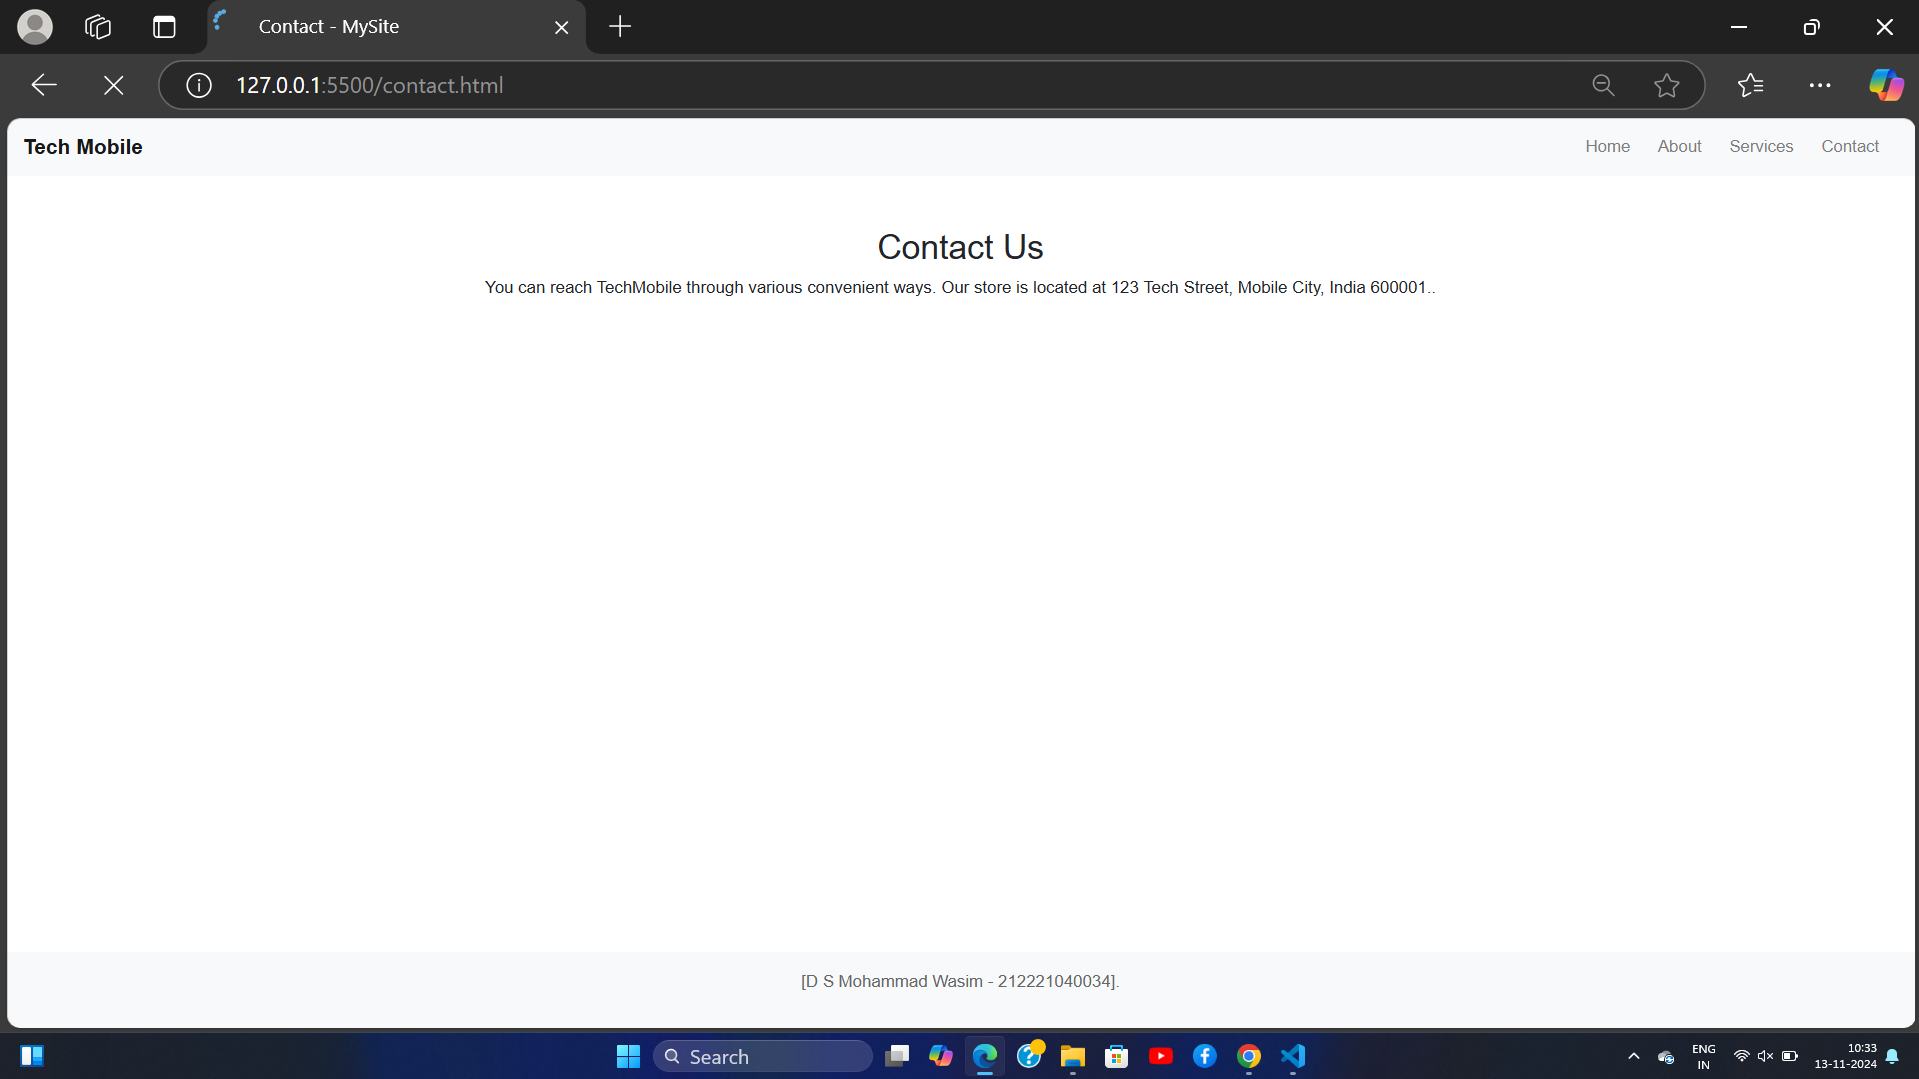 Contact - MySite
127.0.0.1:5500/contact.html
Tech Mobile
Home About Services Contact
Contact Us
You can reach TechMobile through various convenient ways. Our store is located at 123 Tech Street, Mobile City, India 600001..
[D S Mohammad Wasim - 212221040034].
Search
ENG
IN
10:33
13-11-2024